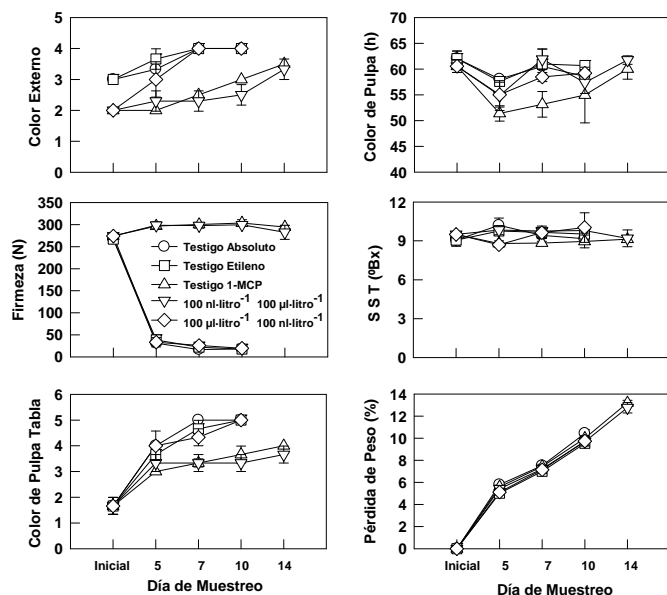 5
4
3
2
1
0
Color Externo
70
65
60
55
50
45
40
Color de Pulpa (h)
350
300
250
200
150
100
50
0
Firmeza (N)
Testigo Absoluto
Testigo Etileno
Testigo 1-MCP
100 nl·litro⁻¹ 100 µl·litro⁻¹
100 µl·litro⁻¹ 100 nl·litro⁻¹
15
12
9
6
3
0
S S T (ºBx)
6
5
4
3
2
1
0
Color de Pulpa Tabla
Inicial 5 7 10 14
Día de Muestreo
14
12
10
8
6
4
2
0
Pérdida de Peso (%)
Inicial 5 7 10 14
Día de Muestreo